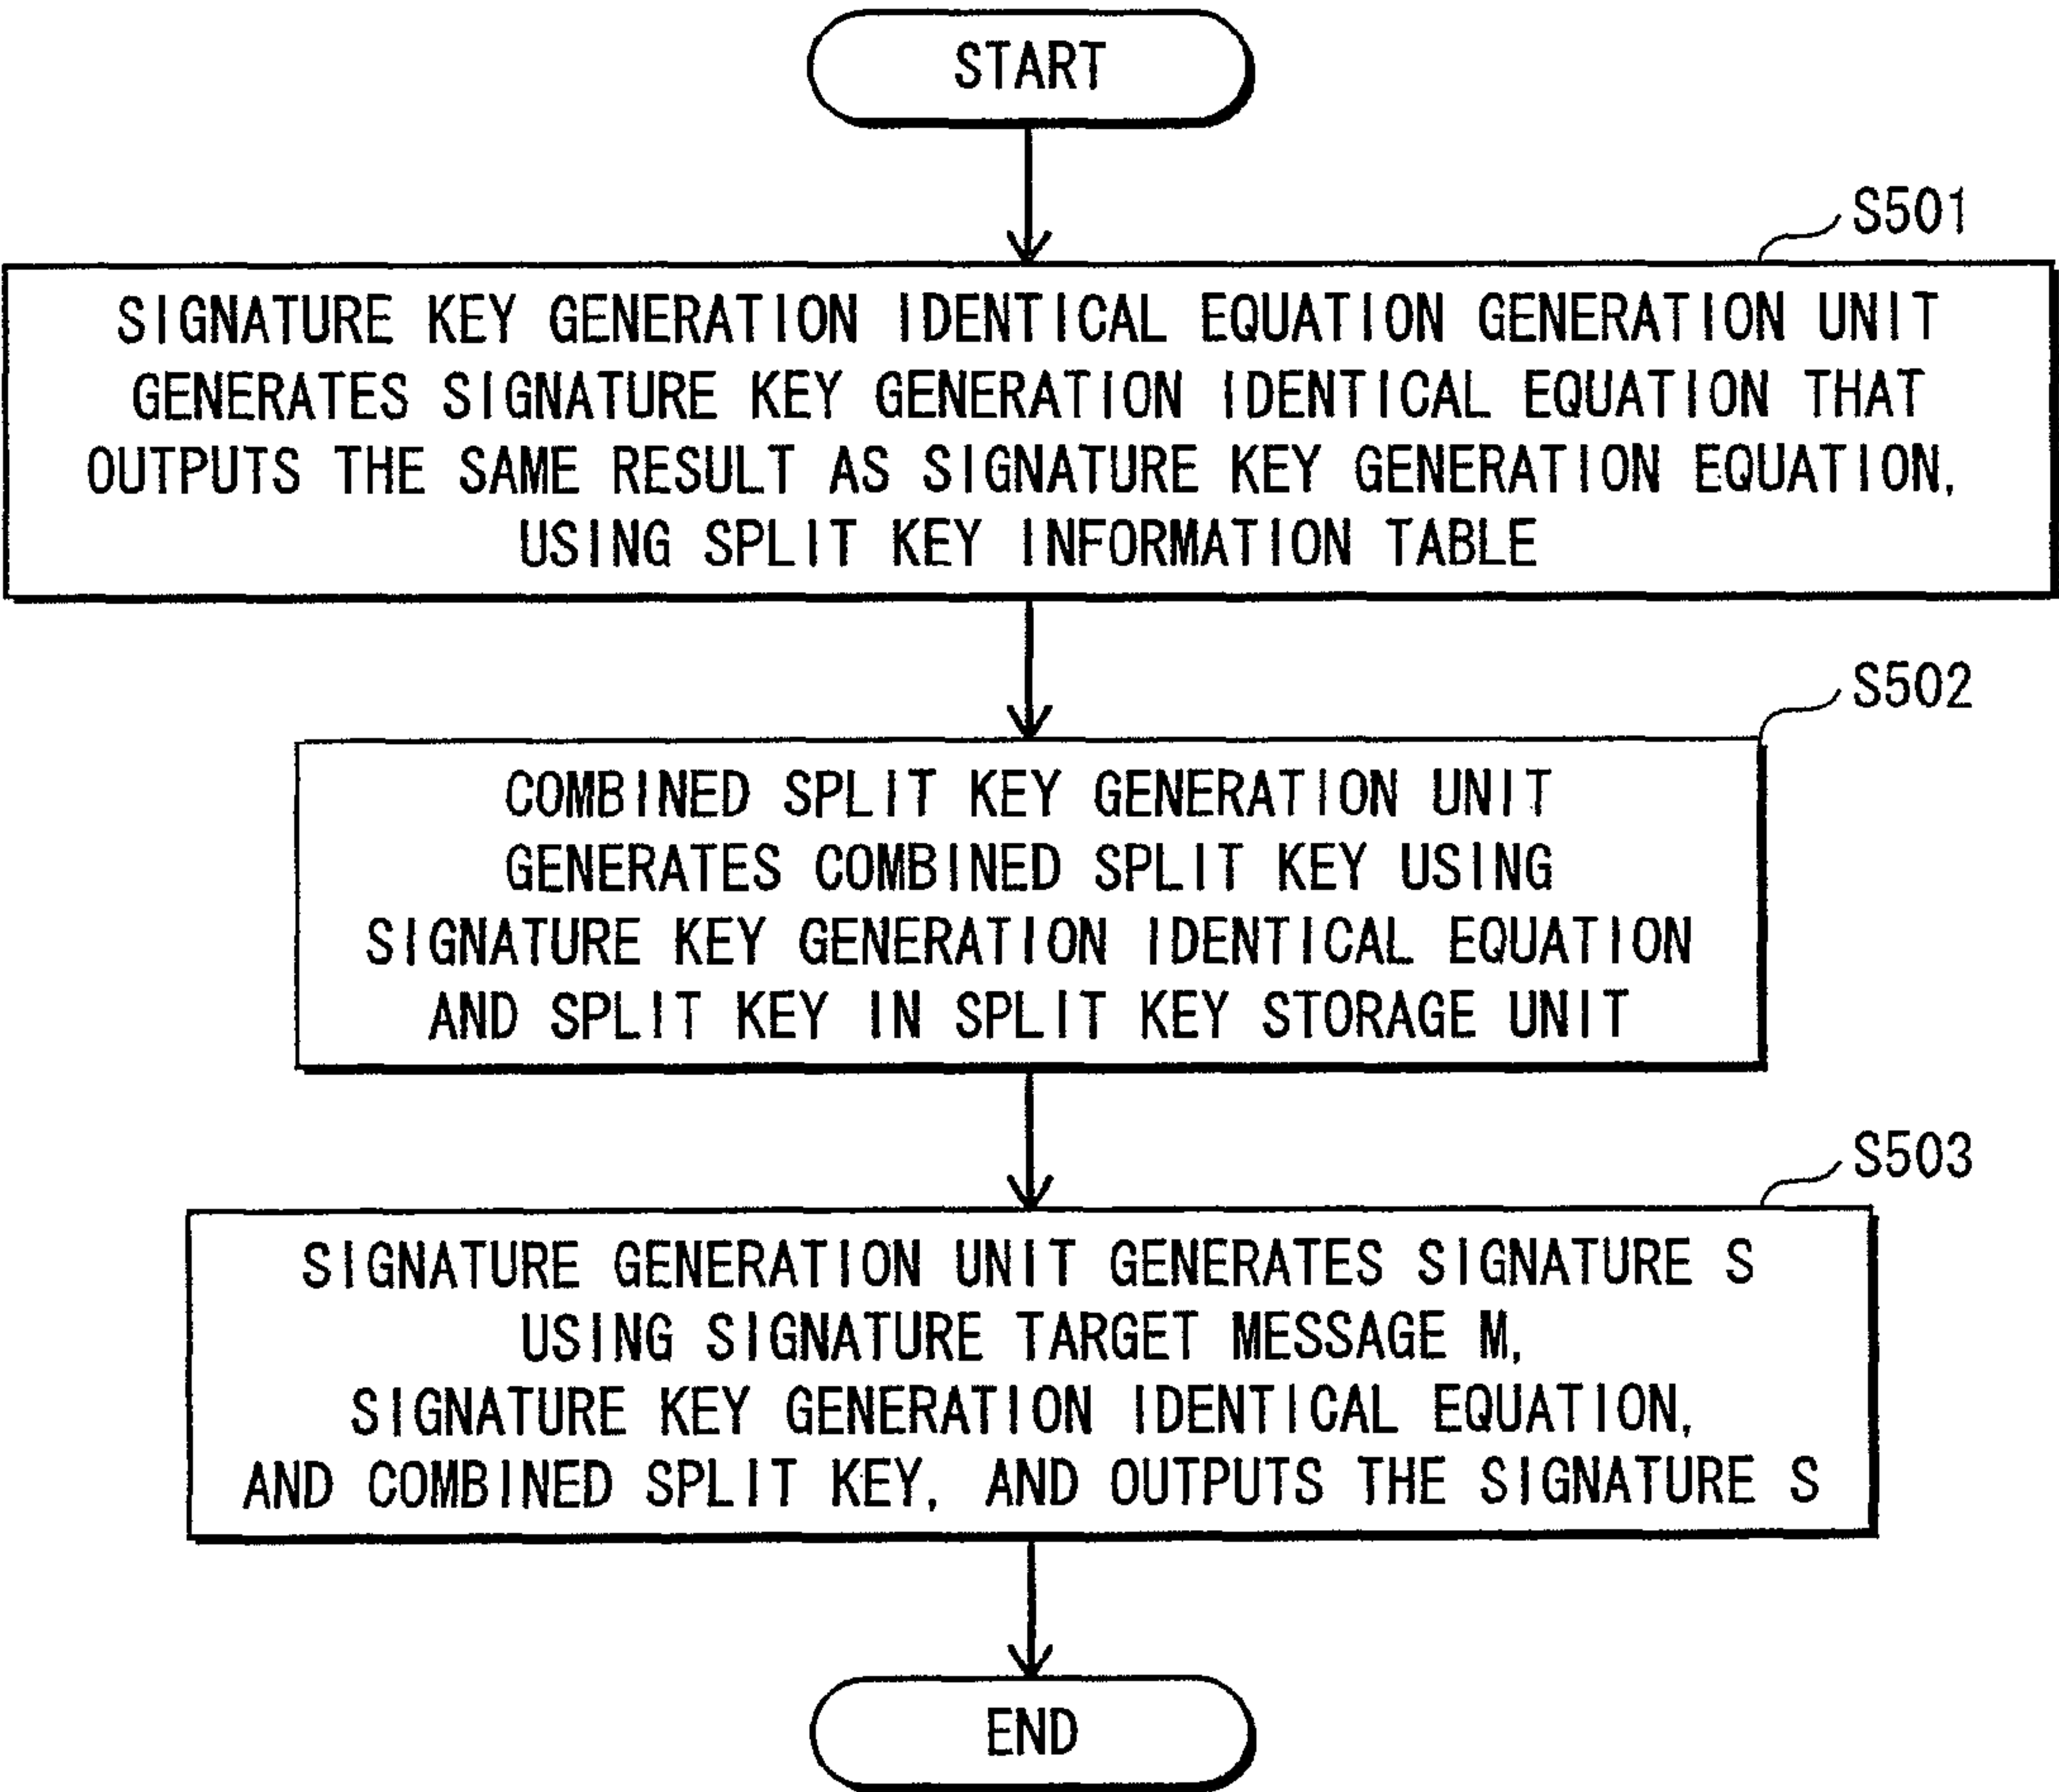 START
S501
SIGNATURE KEY GENERATION IDENTICAL EQUATION GENERATION UNIT
GENERATES SIGNATURE KEY GENERATION IDENTICAL EQUATION THAT
OUTPUTS THE SAME RESULT AS SIGNATURE KEY GENERATION EQUATION,
USING SPLIT KEY INFORMATION TABLE
S502
COMBINED SPLIT KEY GENERATION UNIT
GENERATES COMBINED SPLIT KEY USING
SIGNATURE KEY GENERATION IDENTICAL EQUATION
AND SPLIT KEY IN SPLIT KEY STORAGE UNIT
S503
SIGNATURE GENERATION UNIT GENERATES SIGNATURE S
USING SIGNATURE TARGET MESSAGE M,
SIGNATURE KEY GENERATION IDENTICAL EQUATION,
AND COMBINED SPLIT KEY, AND OUTPUTS THE SIGNATURE S
END